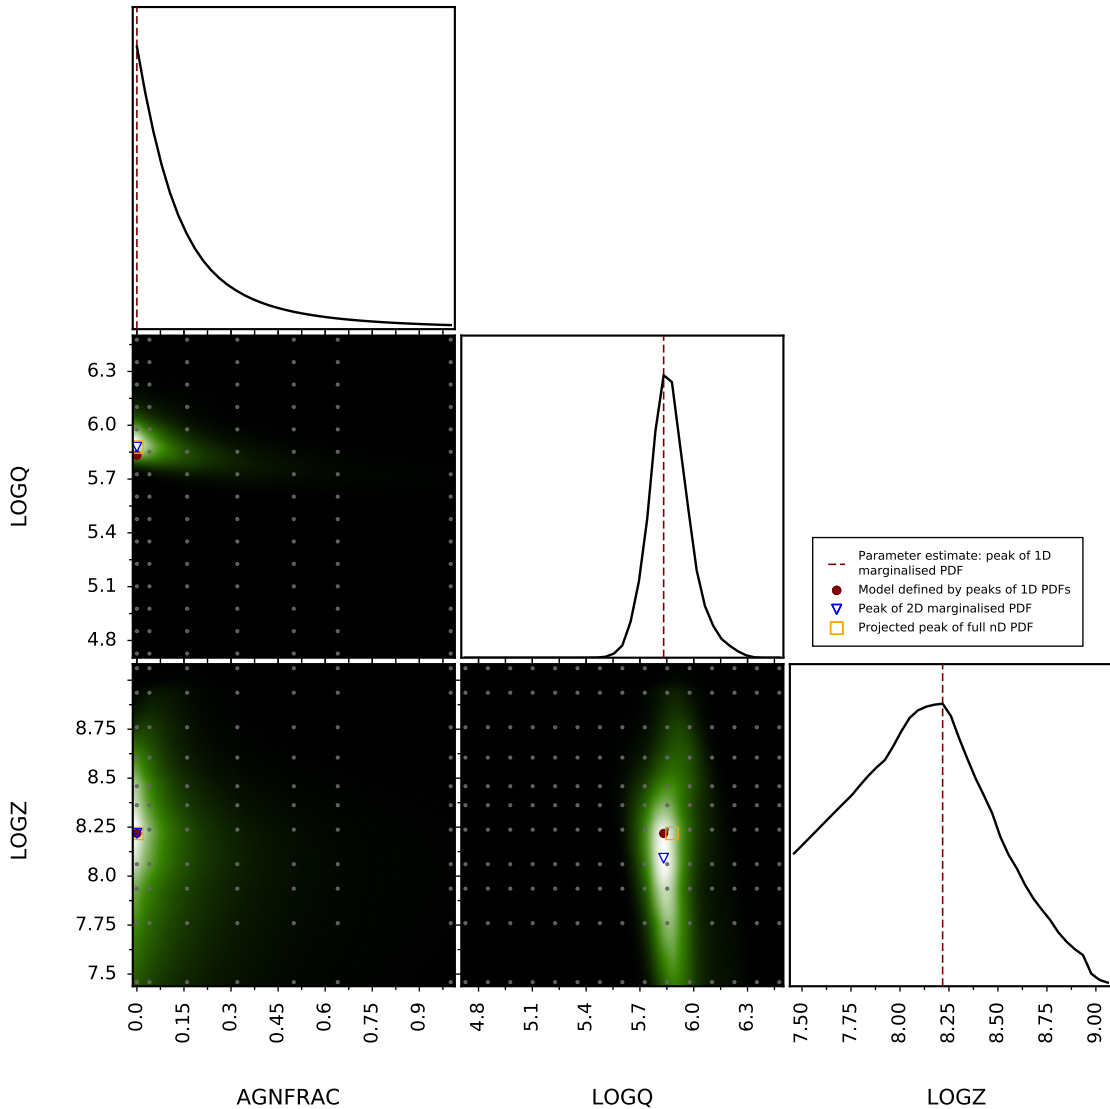 6.3
6.0
5.7
5.4
5.1
4.8
LOGQ
Parameter estimate: peak of 1D
marginalised PDF
Model defined by peaks of 1D PDFs
Peak of 2D marginalised PDF
Projected peak of full nD PDF
8.75
8.5
8.25
8.0
7.75
7.5
LOGZ
0.0 0.15 0.3 0.45 0.6 0.75 0.9
4.8 5.1 5.4 5.7 6.0 6.3
7.50 7.75 8.00 8.25 8.50 8.75 9.00
AGNFRAC LOGQ LOGZ